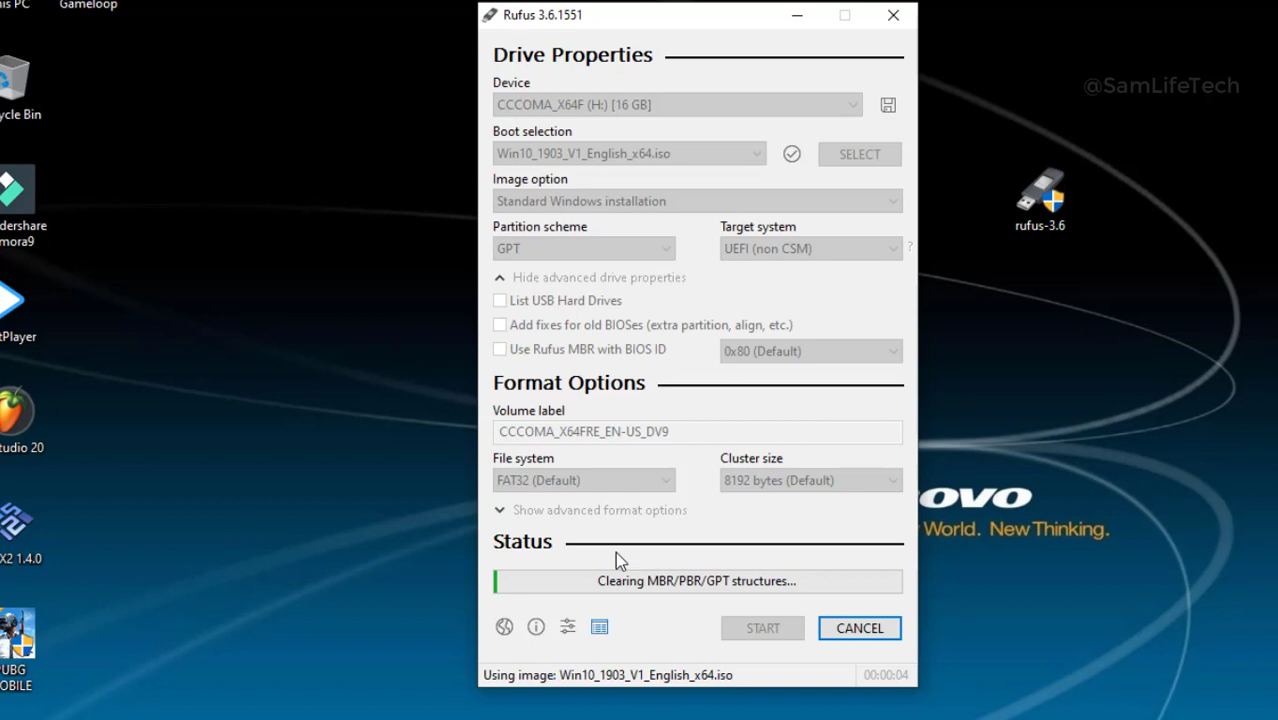 his PC
Gameloop
Rufus 3.6.1551
Drive Properties
Device
CCCOMA_X64F (H:) [16 GB]
@SamLifeTech
Boot selection
Win10_1903_V1_English_x64.iso
SELECT
cycle Bin
Image option
Standard Windows installation
Partition scheme
Target system
GPT
UEFI (non CSM)
?
rufus-3.6
dershare
mora9
Hide advanced drive properties
List USB Hard Drives
Add fixes for old BIOSes (extra partition, align, etc.)
Use Rufus MBR with BIOS ID
0x80 (Default)
tPlayer
Format Options
Volume label
CCCOMA_X64FRE_EN-US_DV9
File system
Cluster size
FAT32 (Default)
8192 bytes (Default)
tudio 20
Show advanced format options
ovo
World. New Thinking.
Status
X2 1.4.0
Clearing MBR/PBR/GPT structures...
START
CANCEL
PUBG
MOBILE
Using image: Win10_1903_V1_English_x64.iso
00:00:04